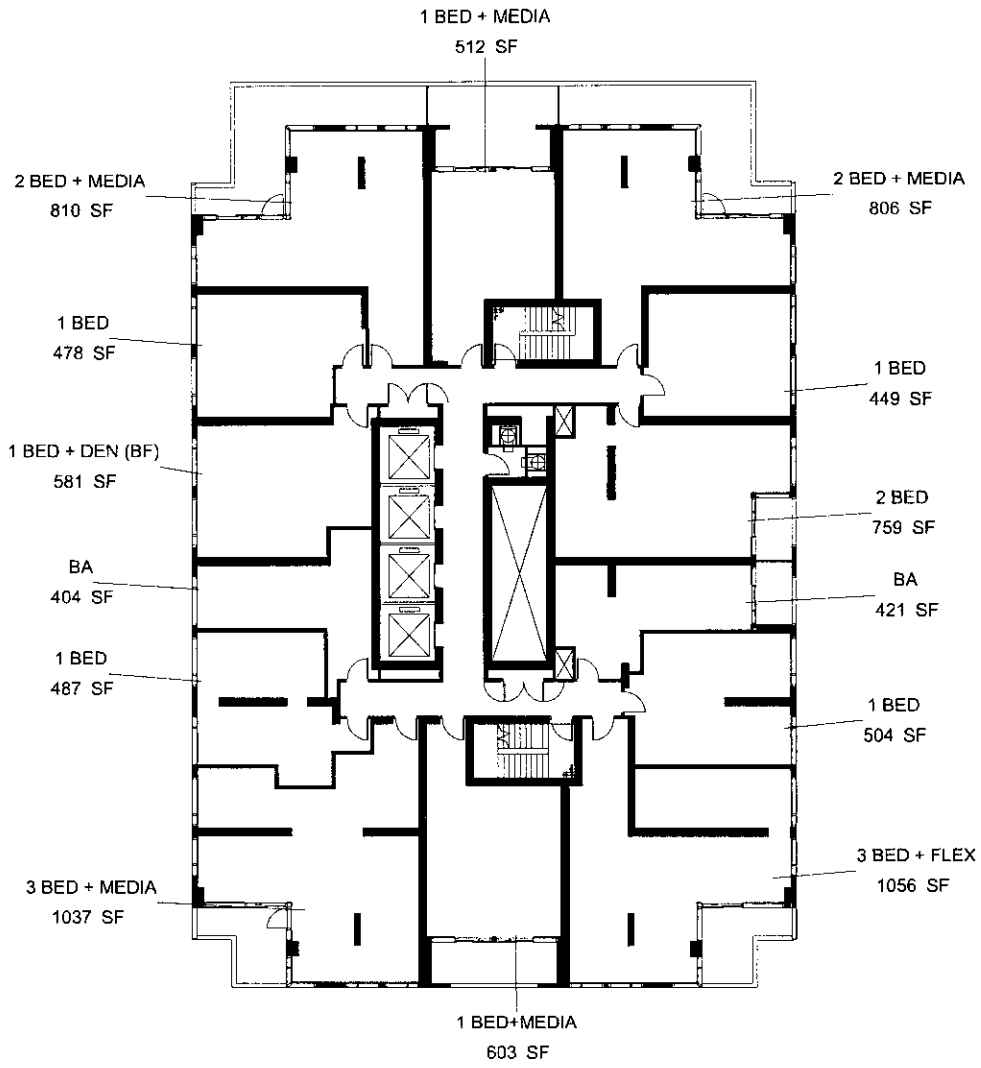 1 BED + MEDIA
512 SF
2 BED + MEDIA
810 SF
2 BED + MEDIA
806 SF
1 BED
478 SF
1 BED
449 SF
1 BED + DEN (BF)
581 SF
2 BED
759 SF
BA
404 SF
BA
421 SF
1 BED
487 SF
1 BED
504 SF
3 BED + MEDIA
1037 SF
3 BED + FLEX
1056 SF
1 BED+MEDIA
603 SF